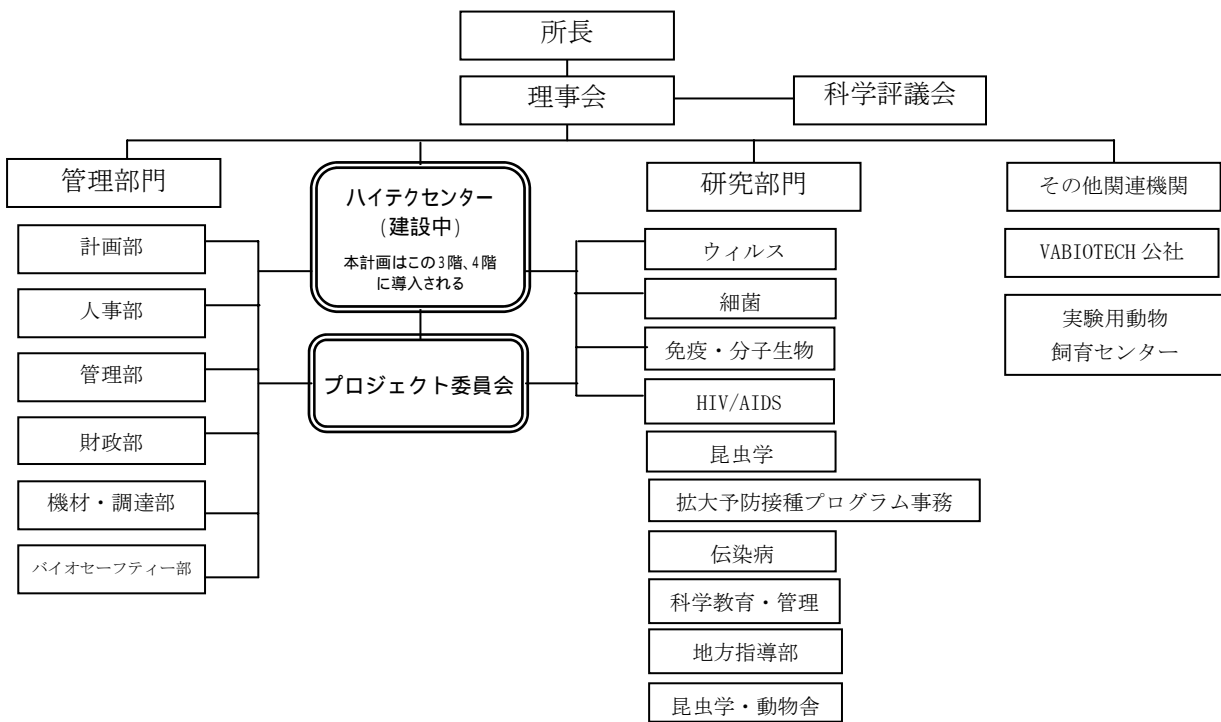 所長
理事会
科学評議会
管理部門
計画部
人事部
管理部
財政部
機材・調達部
バイオセーフティー部
ハイテクセンター
(建設中)
本計画はこの3階、4階
に導入される
プロジェクト委員会
研究部門
ウィルス
細菌
免疫・分子生物
HIV/AIDS
昆虫学
拡大予防接種プログラム事務
伝染病
科学教育・管理
地方指導部
昆虫学・動物舎
その他関連機関
VABIOTECH 公社
実験用動物
飼育センター